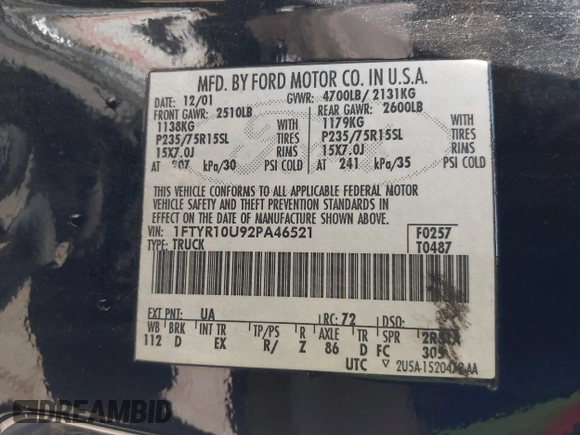 MFD. BY FORD MOTOR CO. IN U.S.A.
DATE: 12/01 GVWR: 4700LB/ 2131KG
FRONT GAWR: 2510LB REAR GAWR: 2600LB
1138KG WITH 1179KG WITH
P235/75R15SL TIRES P235/75R15SL TIRES
15X7.0J RIMS 15X7.0J RIMS
AT 207 kPa/30 PSI COLD AT 241 kPa/35 PSI COLD
THIS VEHICLE CONFORMS TO ALL APPLICABLE FEDERAL MOTOR
VEHICLE SAFETY AND THEFT PREVENTION STANDARDS IN
EFFECT ON THE DATE OF MANUFACTURE SHOWN ABOVE.
VIN: 1FTYR10U92PA46521 F0257
TYPE: TRUCK T0487
EXT PNT: UA RC: 72 DSO:
WB BRK INT TR TP/PS R AXLE TR SPR
112 D EX R/ Z 86 D FC
UTC
DREAMBID